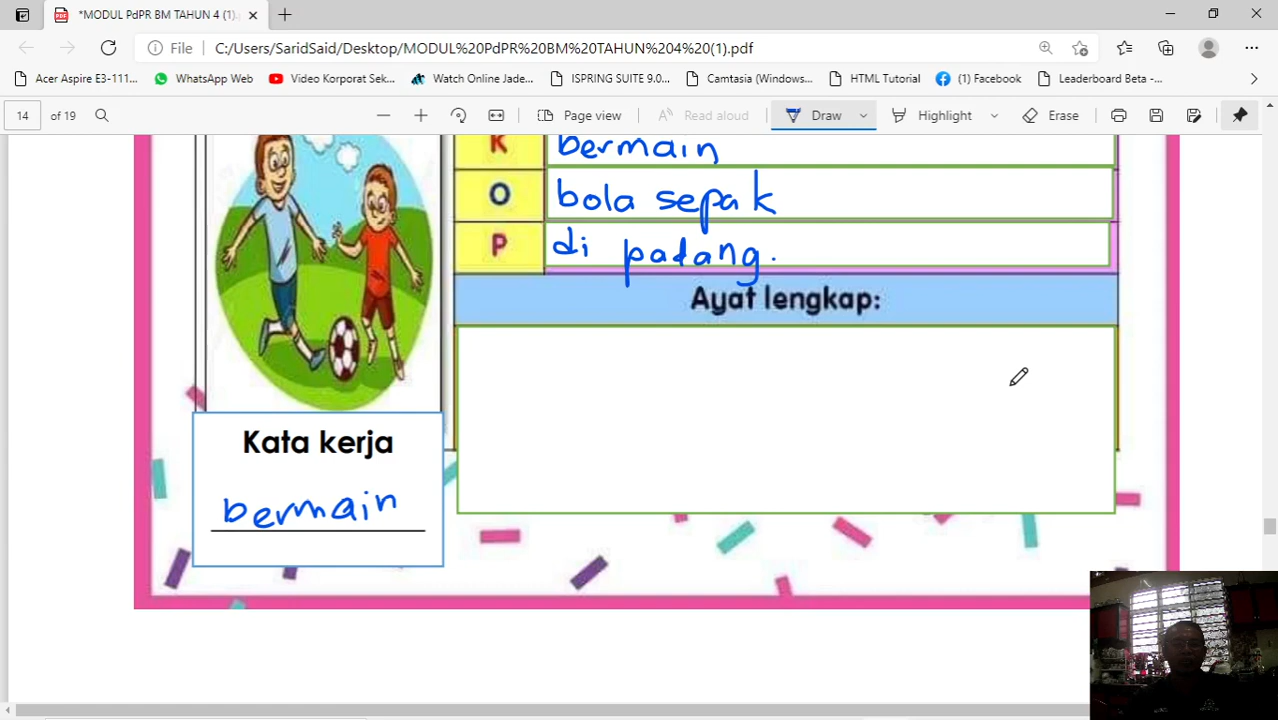 *MODUL PdPR BM TAHUN 4 (1).
File C:/Users/SaridSaid/Desktop/MODUL%20PdPR%20BM%20TAHUN%204%20(1).pdf
Acer Aspire E3-111... WhatsApp Web Video Korporat Sek... Watch Online Jade... ISPRING SUITE 9.0... Camtasia (Windows... HTML Tutorial (1) Facebook Leaderboard Beta -...
14 of 19 Page view Read aloud Draw Highlight Erase
K bermain
O bola sepak
P di padang.
Ayat lengkap:
Kata kerja
bermain